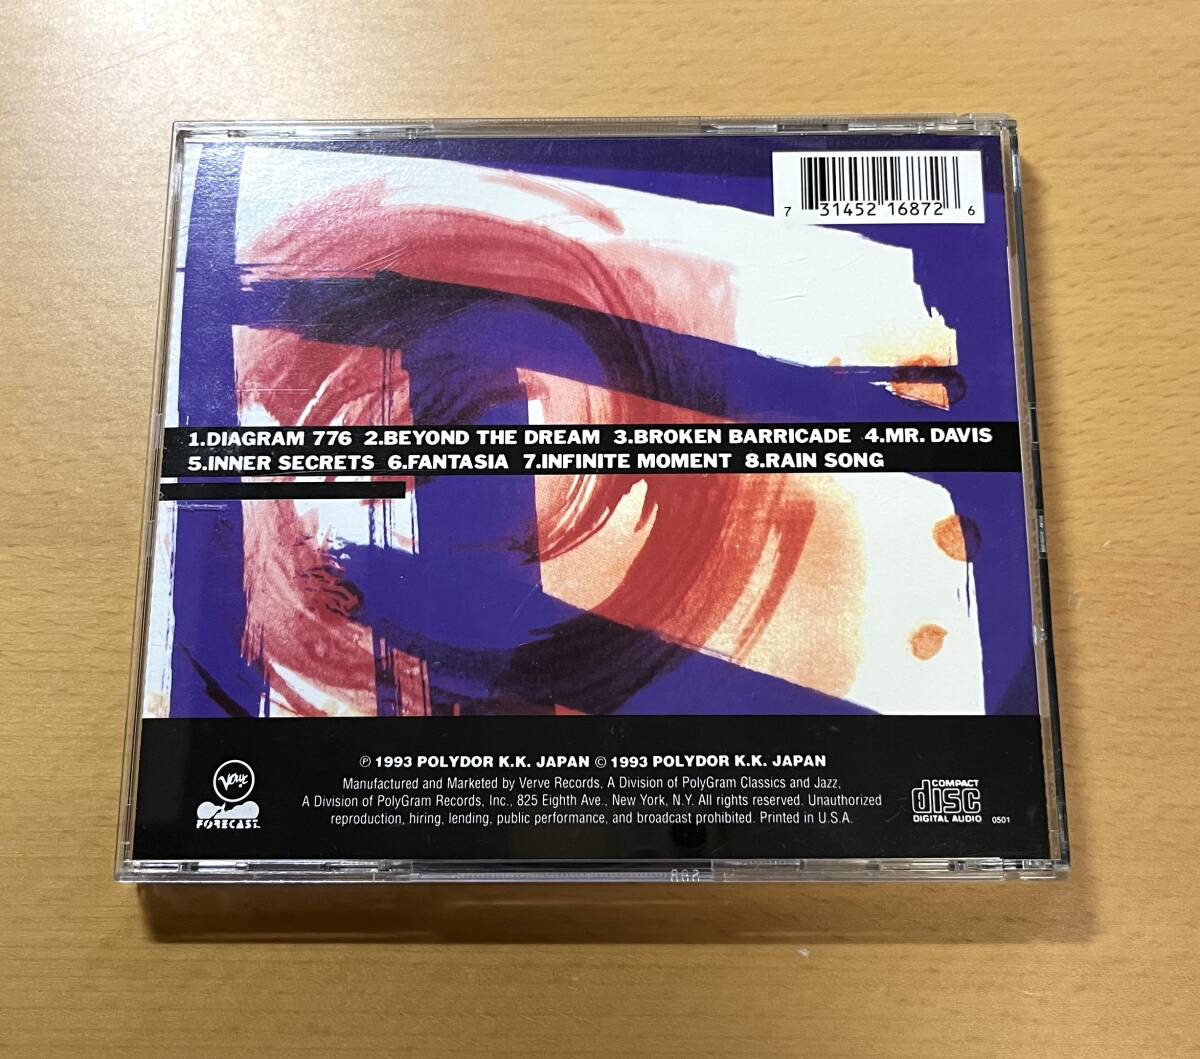 7 31452 16872 6
1.DIAGRAM 776 2.BEYOND THE DREAM 3.BROKEN BARRICADE 4.MR. DAVIS
5.INNER SECRETS 6.FANTASIA 7.INFINITE MOMENT 8.RAIN SONG
℗ 1993 POLYDOR K.K. JAPAN © 1993 POLYDOR K.K. JAPAN
Manufactured and Marketed by Verve Records, A Division of PolyGram Classics and Jazz,
A Division of PolyGram Records, Inc., 825 Eighth Ave., New York, N.Y. All rights reserved. Unauthorized
reproduction, hiring, lending, public performance, and broadcast prohibited. Printed in U.S.A.
Verve
FORECAST
COMPACT
disc
DIGITAL AUDIO
0501